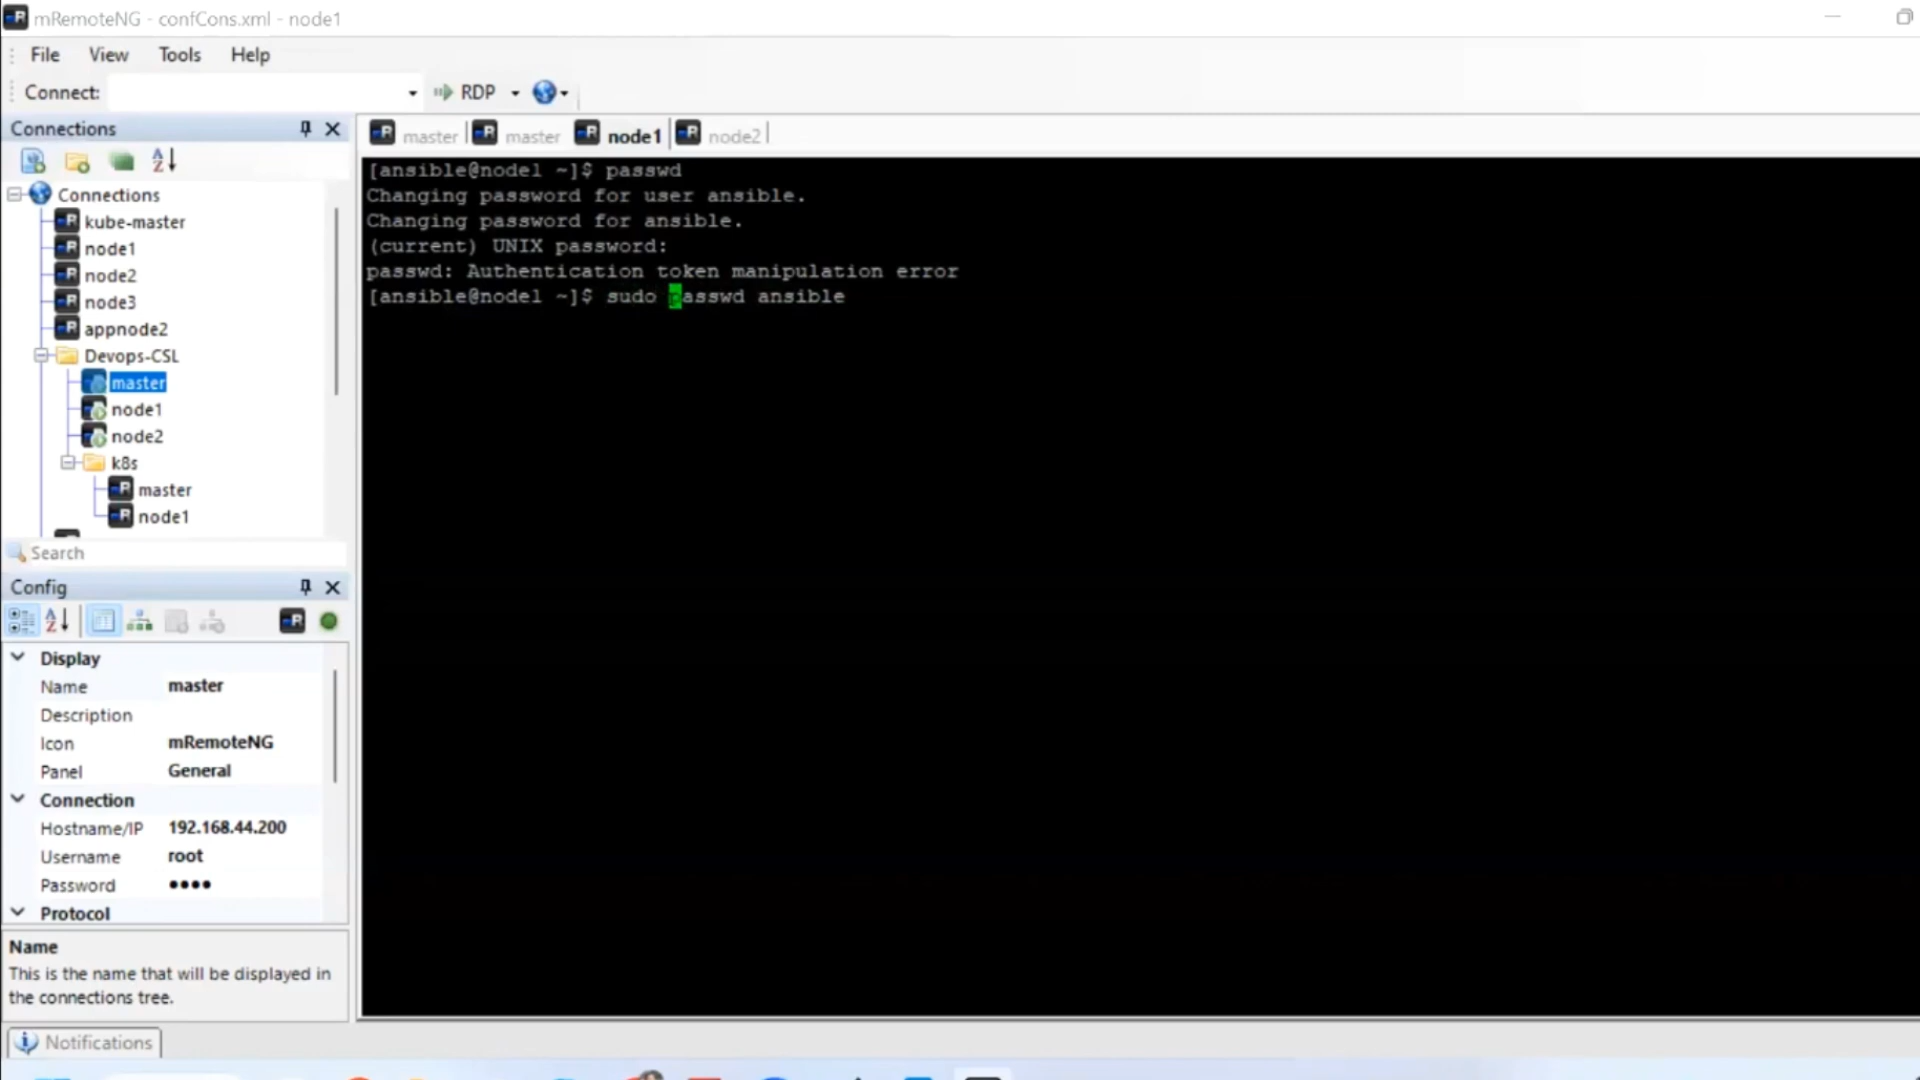 mRemoteNG - confCons.xml - node1
File View Tools Help
Connect: RDP
Connections
master master node1 node2
Connections
kube-master
node1
node2
node3
appnode2
Devops-CSL
master
node1
node2
k8s
master
node1
Search
Config
Display
Name master
Description
Icon mRemoteNG
Panel General
Connection
Hostname/IP 192.168.44.200
Username root
Password ••••
Protocol
Name
This is the name that will be displayed in
the connections tree.
Notifications
[ansible@node1 ~]$ passwd
Changing password for user ansible.
Changing password for ansible.
(current) UNIX password:
passwd: Authentication token manipulation error
[ansible@node1 ~]$ sudo passwd ansible